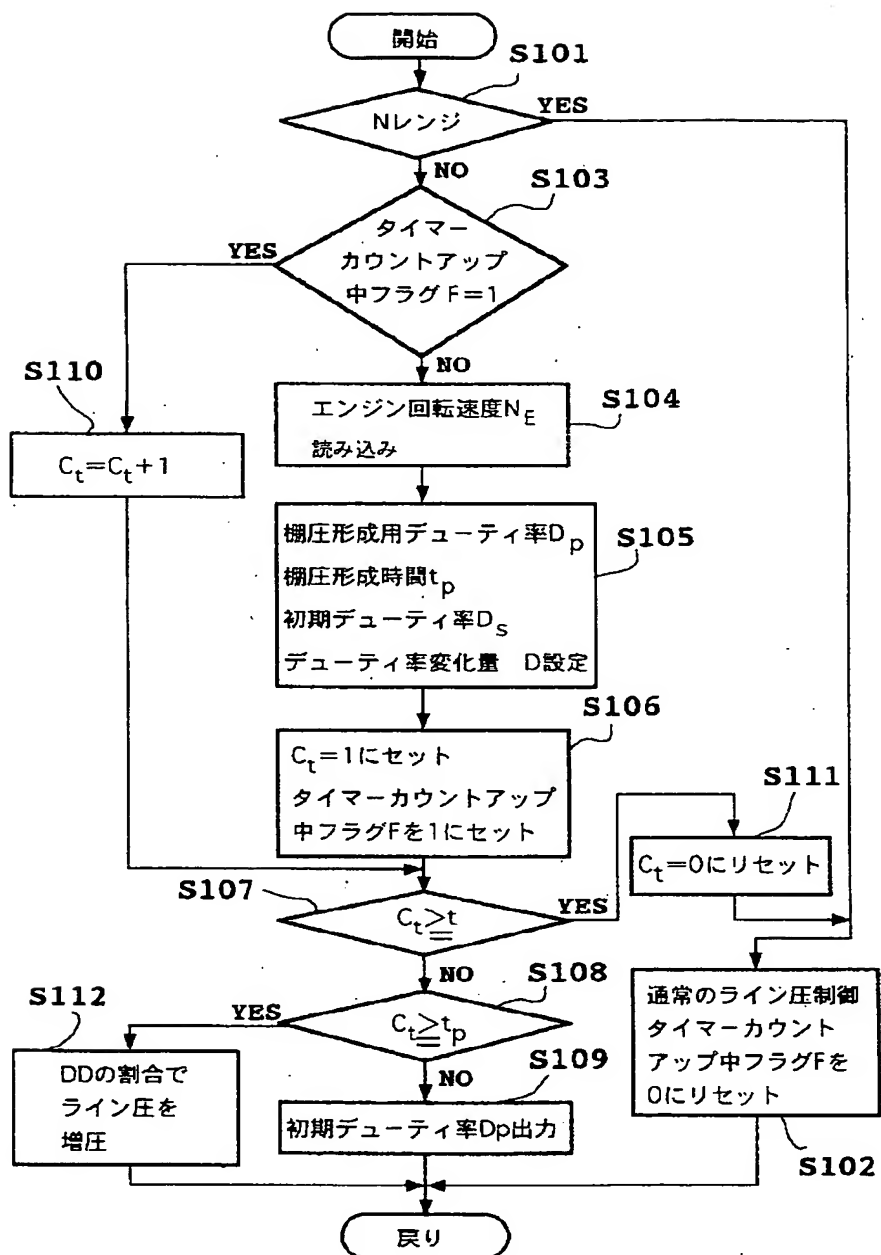 開始
S101
Nレンジ
YES
NO
S103
タイマー
カウントアップ
中フラグF=1
YES
NO
S110
C_t=C_t+1
S104
エンジン回転速度N_E
読み込み
S105
棚圧形成用デューティ率D_p
棚圧形成時間t_p
初期デューティ率D_s
デューティ率変化量 D設定
S106
C_t=1にセット
タイマーカウントアップ
中フラグFを1にセット
S111
C_t=0にリセット
S107
C_t≧t
YES
NO
S108
C_t≧t_p
YES
NO
S112
DDの割合で
ライン圧を
増圧
S109
初期デューティ率Dp出力
通常のライン圧制御
タイマーカウント
アップ中フラグFを
0にリセット
S102
戻り